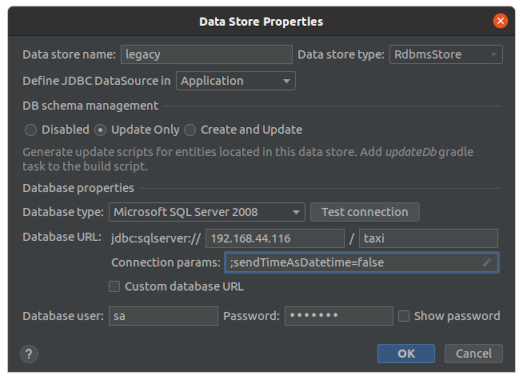 Data Store Properties
Data store name: legacy Data store type: RdbmsStore
Define JDBC DataSource in Application
DB schema management
Disabled Update Only Create and Update
Generate update scripts for entities located in this data store. Add updateDb gradle
task to the build script.
Database properties
Database type: Microsoft SQL Server 2008 Test connection
Database URL: jdbc:sqlserver:// 192.168.44.116 / taxi
Connection params: ;sendTimeAsDatetime=false
Custom database URL
Database user: sa Password: ••••••• Show password
? OK Cancel